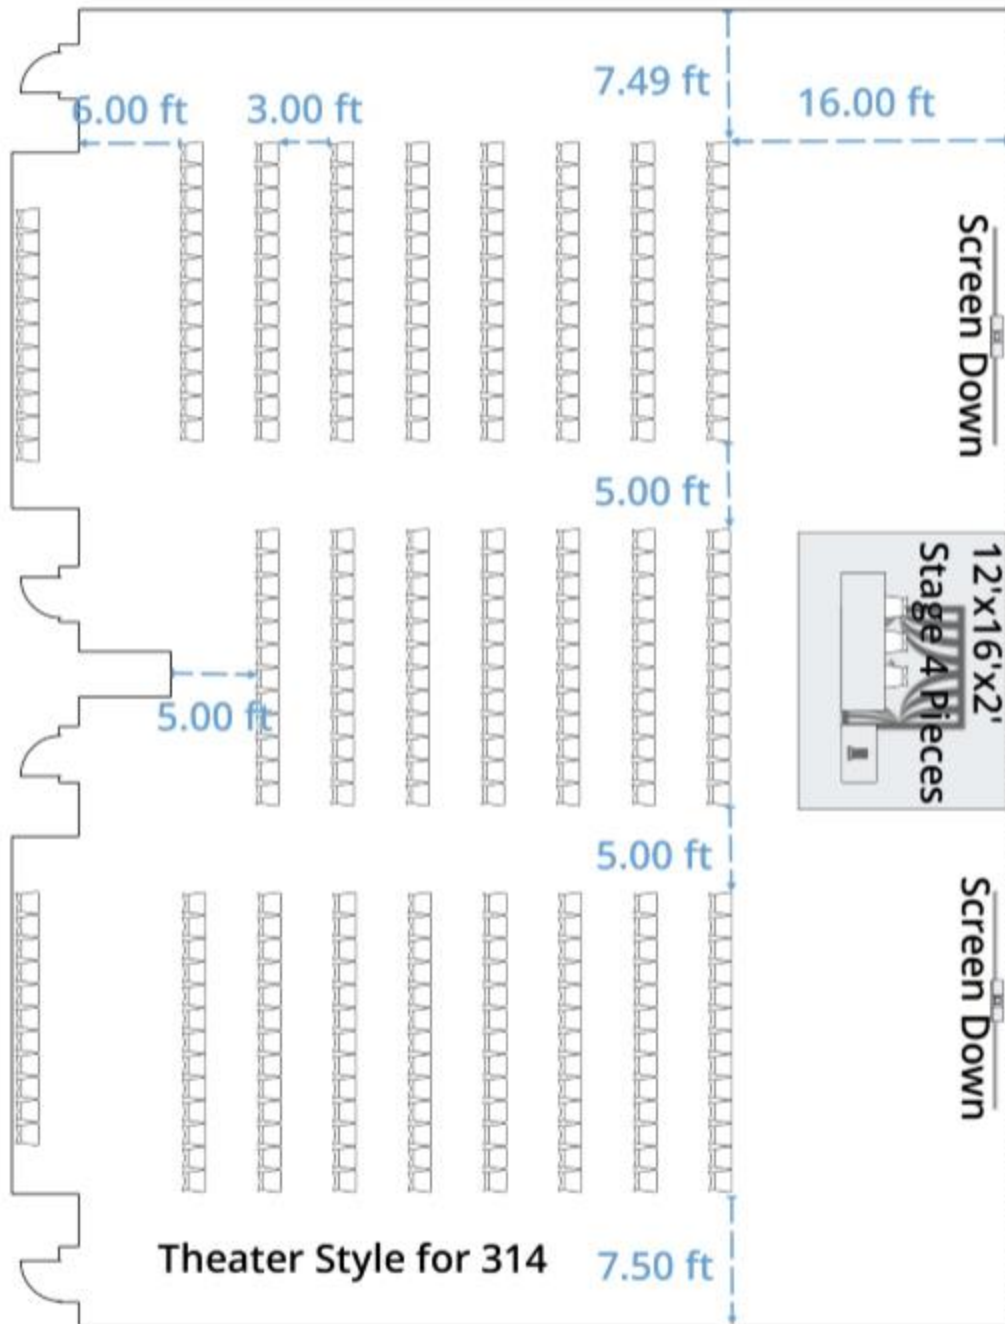 7.49 ft
6.00 ft
3.00 ft
16.00 ft
Screen Down
5.00 ft
12'x16'x2'
Stage 4 Pieces
5.00 ft
5.00 ft
Screen Down
Theater Style for 314
7.50 ft